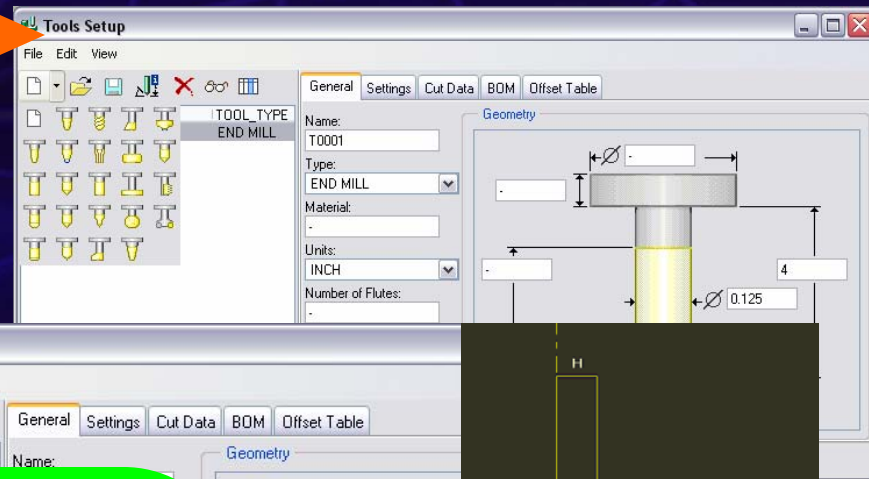 Tools Setup
File Edit View
General Settings Cut Data BOM Offset Table
TOOL_TYPE
END MILL
Name:
T0001
Type:
END MILL
Material:
-
Units:
INCH
Number of Flutes:
-
Geometry
Ø -
-
-
4
Ø 0.125
H
General Settings Cut Data BOM Offset Table
Name:
Geometry